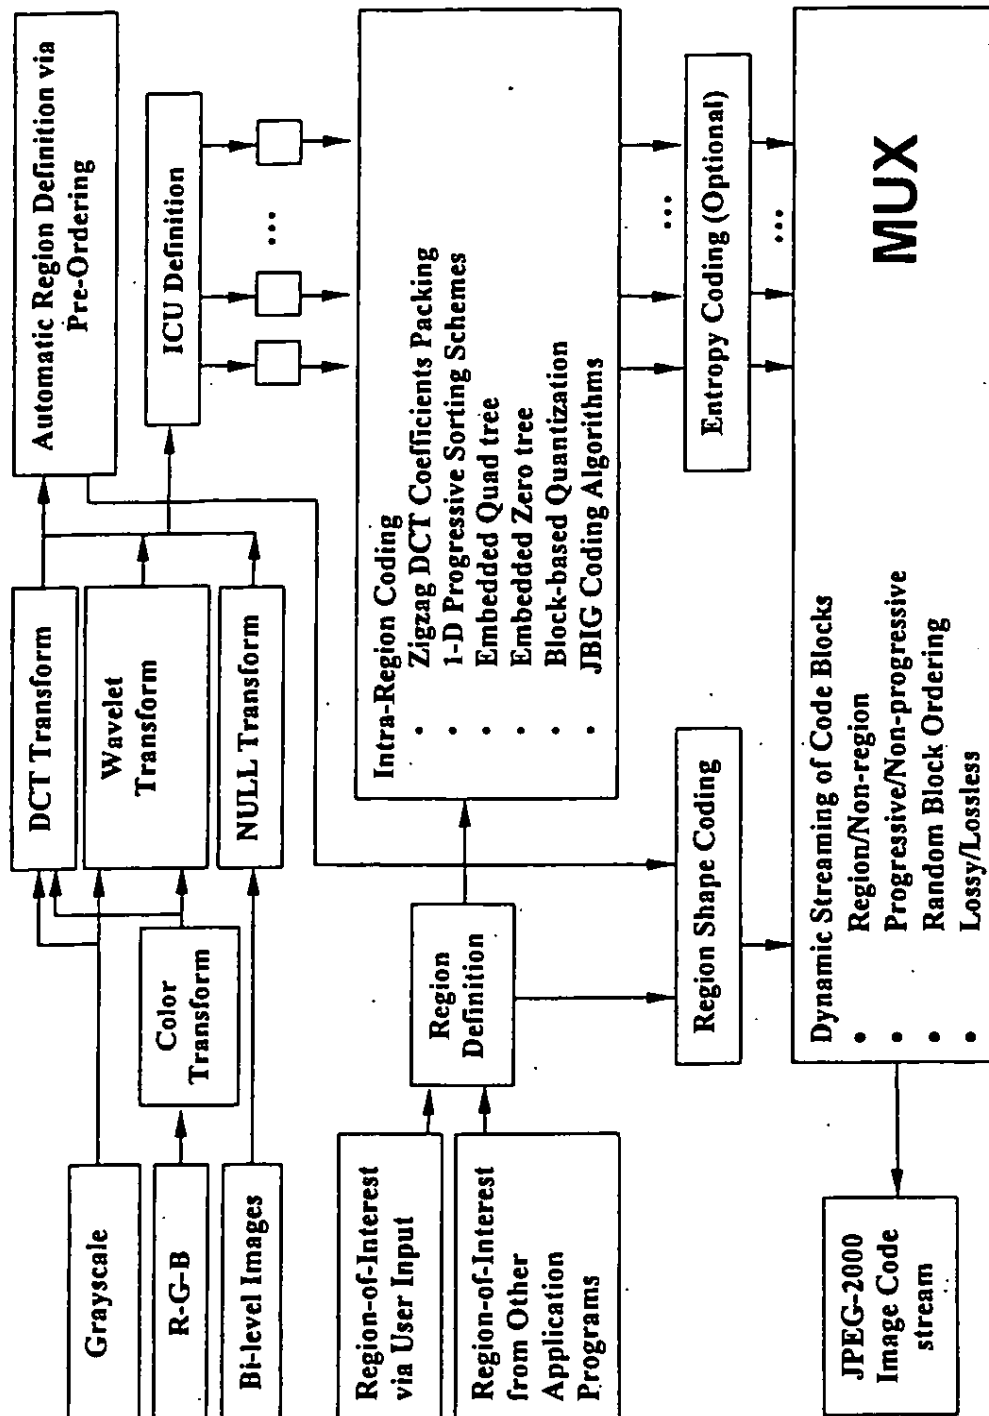 Grayscale
R-G-B
Bi-level Images
Color
Transform
DCT Transform
Wavelet
Transform
NULL Transform
Automatic Region Definition via
Pre-Ordering
ICU Definition
...
Region-of-Interest
via User Input
Region-of-Interest
from Other
Application
Programs
Region
Definition
Intra-Region Coding
• Zigzag DCT Coefficients Packing
• 1-D Progressive Sorting Schemes
• Embedded Quad tree
• Embedded Zero tree
• Block-based Quantization
• JBIG Coding Algorithms
...
Region Shape Coding
Entropy Coding (Optional)
...
Dynamic Streaming of Code Blocks
• Region/Non-region
• Progressive/Non-progressive
• Random Block Ordering
• Lossy/Lossless
MUX
JPEG-2000
Image Code
stream